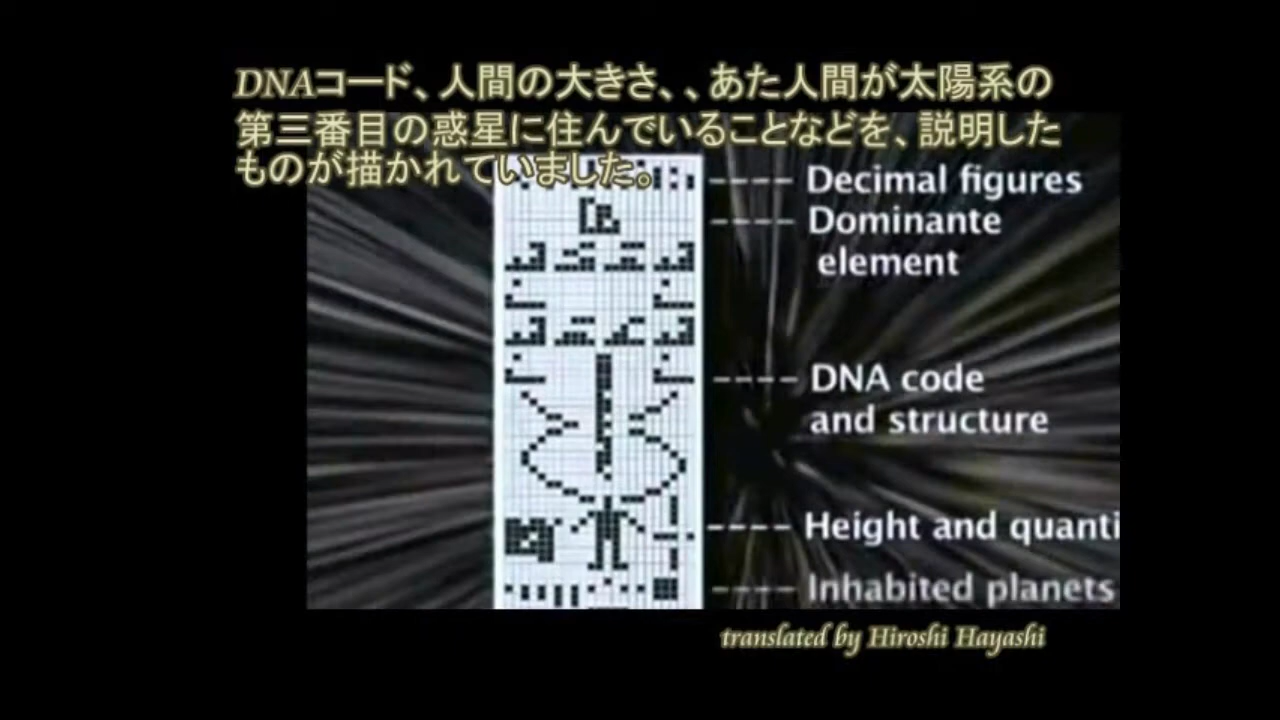 DNAコード、人間の大きさ、、あた人間が太陽系の
第三番目の惑星に住んでいることなどを、説明した
ものが描かれていました。
Decimal figures
Dominante
element
DNA code
and structure
Height and quanti
Inhabited planets
translated by Hiroshi Hayashi